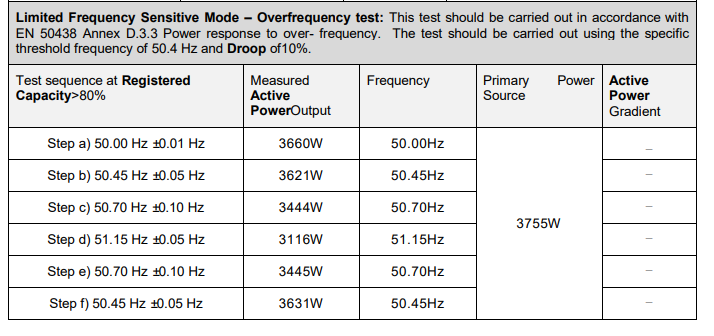 Limited Frequency Sensitive Mode – Overfrequency test: This test should be carried out in accordance with
EN 50438 Annex D.3.3 Power response to over- frequency. The test should be carried out using the specific
threshold frequency of 50.4 Hz and Droop of10%.
Test sequence at Registered Capacity>80% Measured Active PowerOutput Frequency Primary Power Source Active Power Gradient
Step a) 50.00 Hz ±0.01 Hz 3660W 50.00Hz 3755W –
Step b) 50.45 Hz ±0.05 Hz 3621W 50.45Hz –
Step c) 50.70 Hz ±0.10 Hz 3444W 50.70Hz –
Step d) 51.15 Hz ±0.05 Hz 3116W 51.15Hz –
Step e) 50.70 Hz ±0.10 Hz 3445W 50.70Hz –
Step f) 50.45 Hz ±0.05 Hz 3631W 50.45Hz –